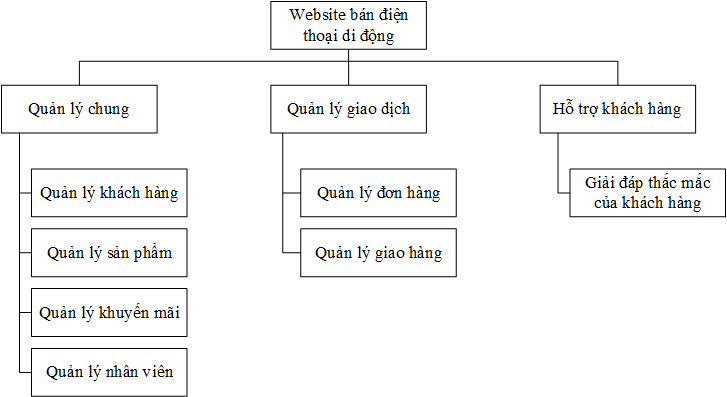 Website bán điện
thoại di động
Quản lý chung
Quản lý giao dịch
Hỗ trợ khách hàng
Quản lý khách hàng
Quản lý sản phẩm
Quản lý khuyến mãi
Quản lý nhân viên
Quản lý đơn hàng
Quản lý giao hàng
Giải đáp thắc mắc
của khách hàng